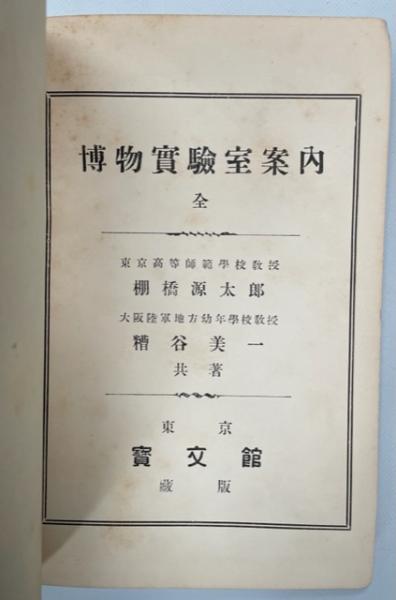 博物實驗室案內
全
東京高等師範學校敎授
棚橋源太郎
大阪陸軍地方幼年學校敎授
糟谷美一
共著
東京
寶文館
藏版